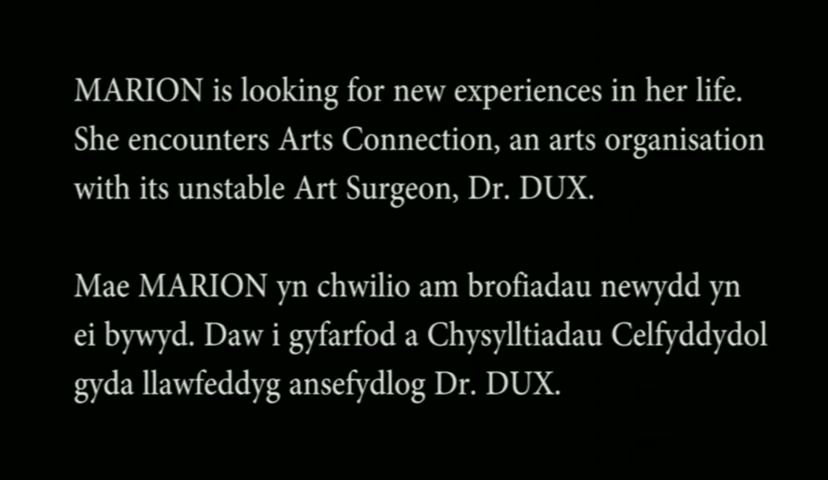 MARION is looking for new experiences in her life.
She encounters Arts Connection, an arts organisation
with its unstable Art Surgeon, Dr. DUX.
Mae MARION yn chwilio am brofiadau newydd yn
ei bywyd. Daw i gyfarfod a Chysylltiadau Celfyddydol
gyda llawfeddyg ansefydlog Dr. DUX.